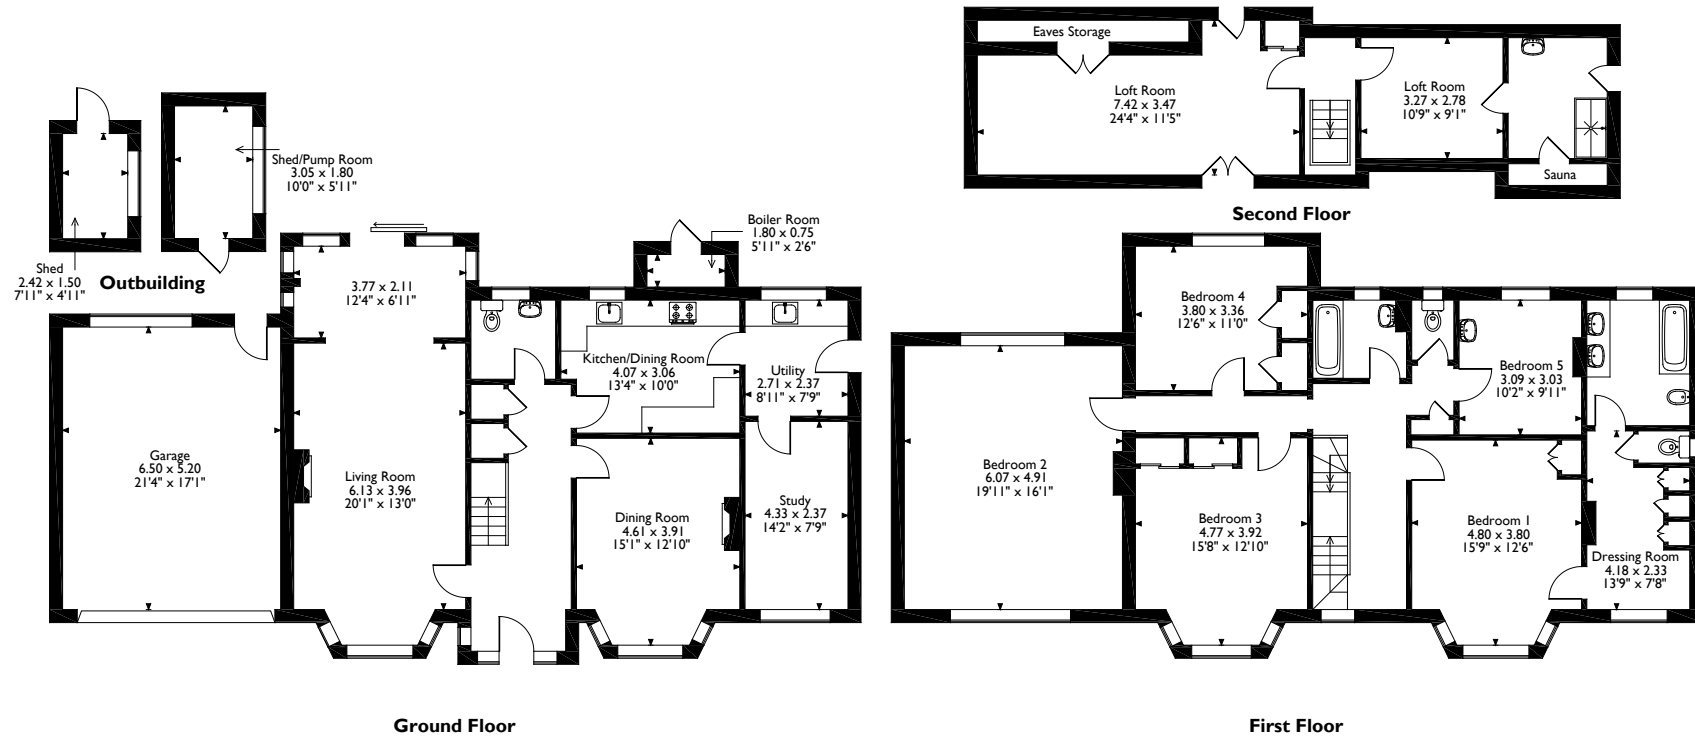 Eaves Storage
Loft Room
7.42 x 3.47
24'4" x 11'5"
Loft Room
3.27 x 2.78
10'9" x 9'1"
Sauna
Second Floor
Shed/Pump Room
3.05 x 1.80
10'0" x 5'11"
Shed
2.42 x 1.50
7'11" x 4'11"
Outbuilding
Boiler Room
1.80 x 0.75
5'11" x 2'6"
3.77 x 2.11
12'4" x 6'11"
Kitchen/Dining Room
4.07 x 3.06
13'4" x 10'0"
Utility
2.71 x 2.37
8'11" x 7'9"
Garage
6.50 x 5.20
21'4" x 17'1"
Living Room
6.13 x 3.96
20'1" x 13'0"
Dining Room
4.61 x 3.91
15'1" x 12'10"
Study
4.33 x 2.37
14'2" x 7'9"
Ground Floor
Bedroom 4
3.80 x 3.36
12'6" x 11'0"
Bedroom 5
3.09 x 3.03
10'2" x 9'11"
Bedroom 2
6.07 x 4.91
19'11" x 16'1"
Bedroom 3
4.77 x 3.92
15'8" x 12'10"
Bedroom 1
4.80 x 3.80
15'9" x 12'6"
Dressing Room
4.18 x 2.33
13'9" x 7'8"
First Floor